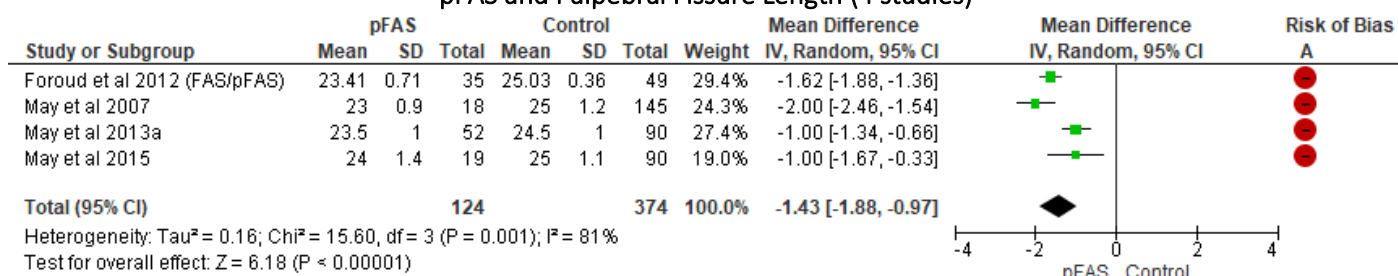 pFAS and Palpebral Fissure Length (4 studies)
pFAS Control Mean Difference Mean Difference Risk of Bias
Study or Subgroup Mean SD Total Mean SD Total Weight IV, Random, 95% CI IV, Random, 95% CI A
Foroud et al 2012 (FAS/pFAS) 23.41 0.71 35 25.03 0.36 49 29.4% -1.62 [-1.88, -1.36]
May et al 2007 23 0.9 18 25 1.2 145 24.3% -2.00 [-2.46, -1.54]
May et al 2013a 23.5 1 52 24.5 1 90 27.4% -1.00 [-1.34, -0.66]
May et al 2015 24 1.4 19 25 1.1 90 19.0% -1.00 [-1.67, -0.33]
Total (95% CI) 124 374 100.0% -1.43 [-1.88, -0.97]
Heterogeneity: Tau² = 0.16; Chi² = 15.60, df = 3 (P = 0.001); I² = 81%
Test for overall effect: Z = 6.18 (P < 0.00001)
-4 -2 0 2 4
pFAS Control